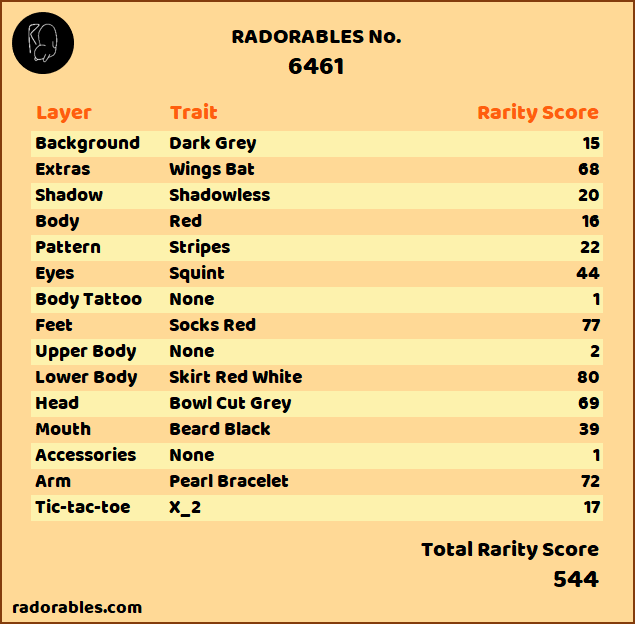 RADORABLES No.
6461
Layer Trait Rarity Score
Background Dark Grey 15
Extras Wings Bat 68
Shadow Shadowless 20
Body Red 16
Pattern Stripes 22
Eyes Squint 44
Body Tattoo None 1
Feet Socks Red 77
Upper Body None 2
Lower Body Skirt Red White 80
Head Bowl Cut Grey 69
Mouth Beard Black 39
Accessories None 1
Arm Pearl Bracelet 72
Tic-tac-toe X_2 17
Total Rarity Score
544
radorables.com